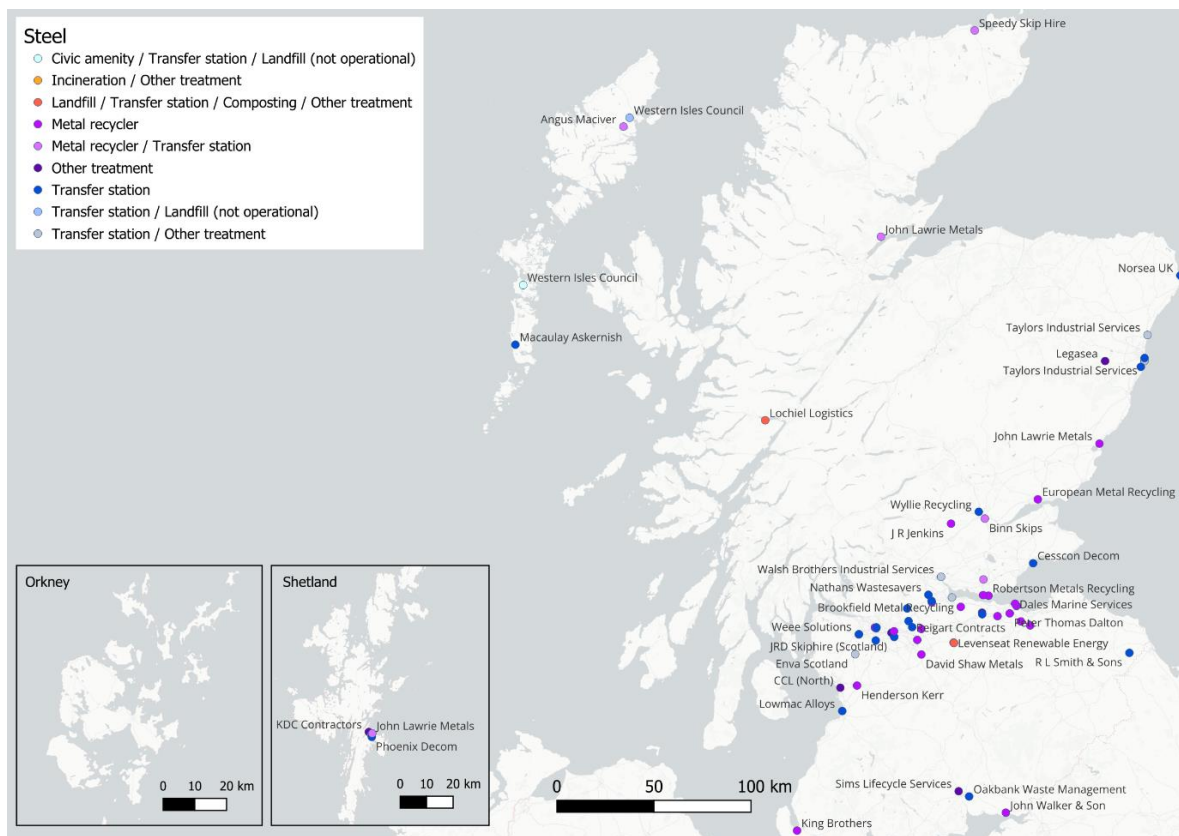 Steel
Civic amenity / Transfer station / Landfill (not operational)
Incineration / Other treatment
Landfill / Transfer station / Composting / Other treatment
Metal recycler
Metal recycler / Transfer station
Other treatment
Transfer station
Transfer station / Landfill (not operational)
Transfer station / Other treatment
Speedy Skip Hire
Western Isles Council
Angus Maciver
John Lawrie Metals
Norsea UK
Western Isles Council
Taylors Industrial Services
Macaulay Askernish
Legasea
Taylors Industrial Services
Lochiel Logistics
John Lawrie Metals
European Metal Recycling
Wyllie Recycling
Binn Skips
J R Jenkins
Cesscon Decom
Walsh Brothers Industrial Services
Nathans Wastesavers
Robertson Metals Recycling
Brookfield Metal Recycling
Dales Marine Services
Weee Solutions
Reigart Contracts
Peter Thomas Dalton
JRD Skiphire (Scotland)
Levenseat Renewable Energy
Enva Scotland
David Shaw Metals
R L Smith & Sons
CCL (North)
Henderson Kerr
Lowmac Alloys
Sims Lifecycle Services
Oakbank Waste Management
John Walker & Son
King Brothers
Orkney
0 10 20 km
Shetland
KDC Contractors
John Lawrie Metals
Phoenix Decom
0 10 20 km
0 50 100 km